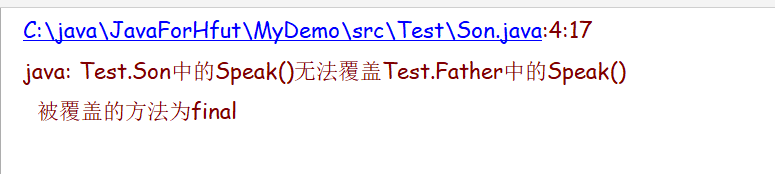 C:\java\JavaForHfut\MyDemo\src\Test\Son.java:4:17
java: Test.Son中的Speak()无法覆盖Test.Father中的Speak()
被覆盖的方法为final